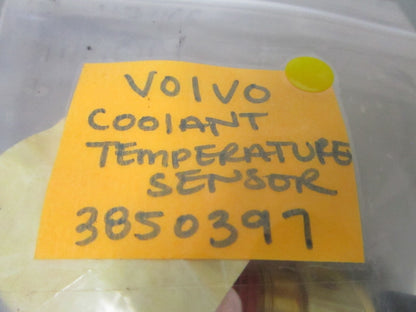 VOLVO
COOLANT
TEMPERATURE
SENSOR
3850397